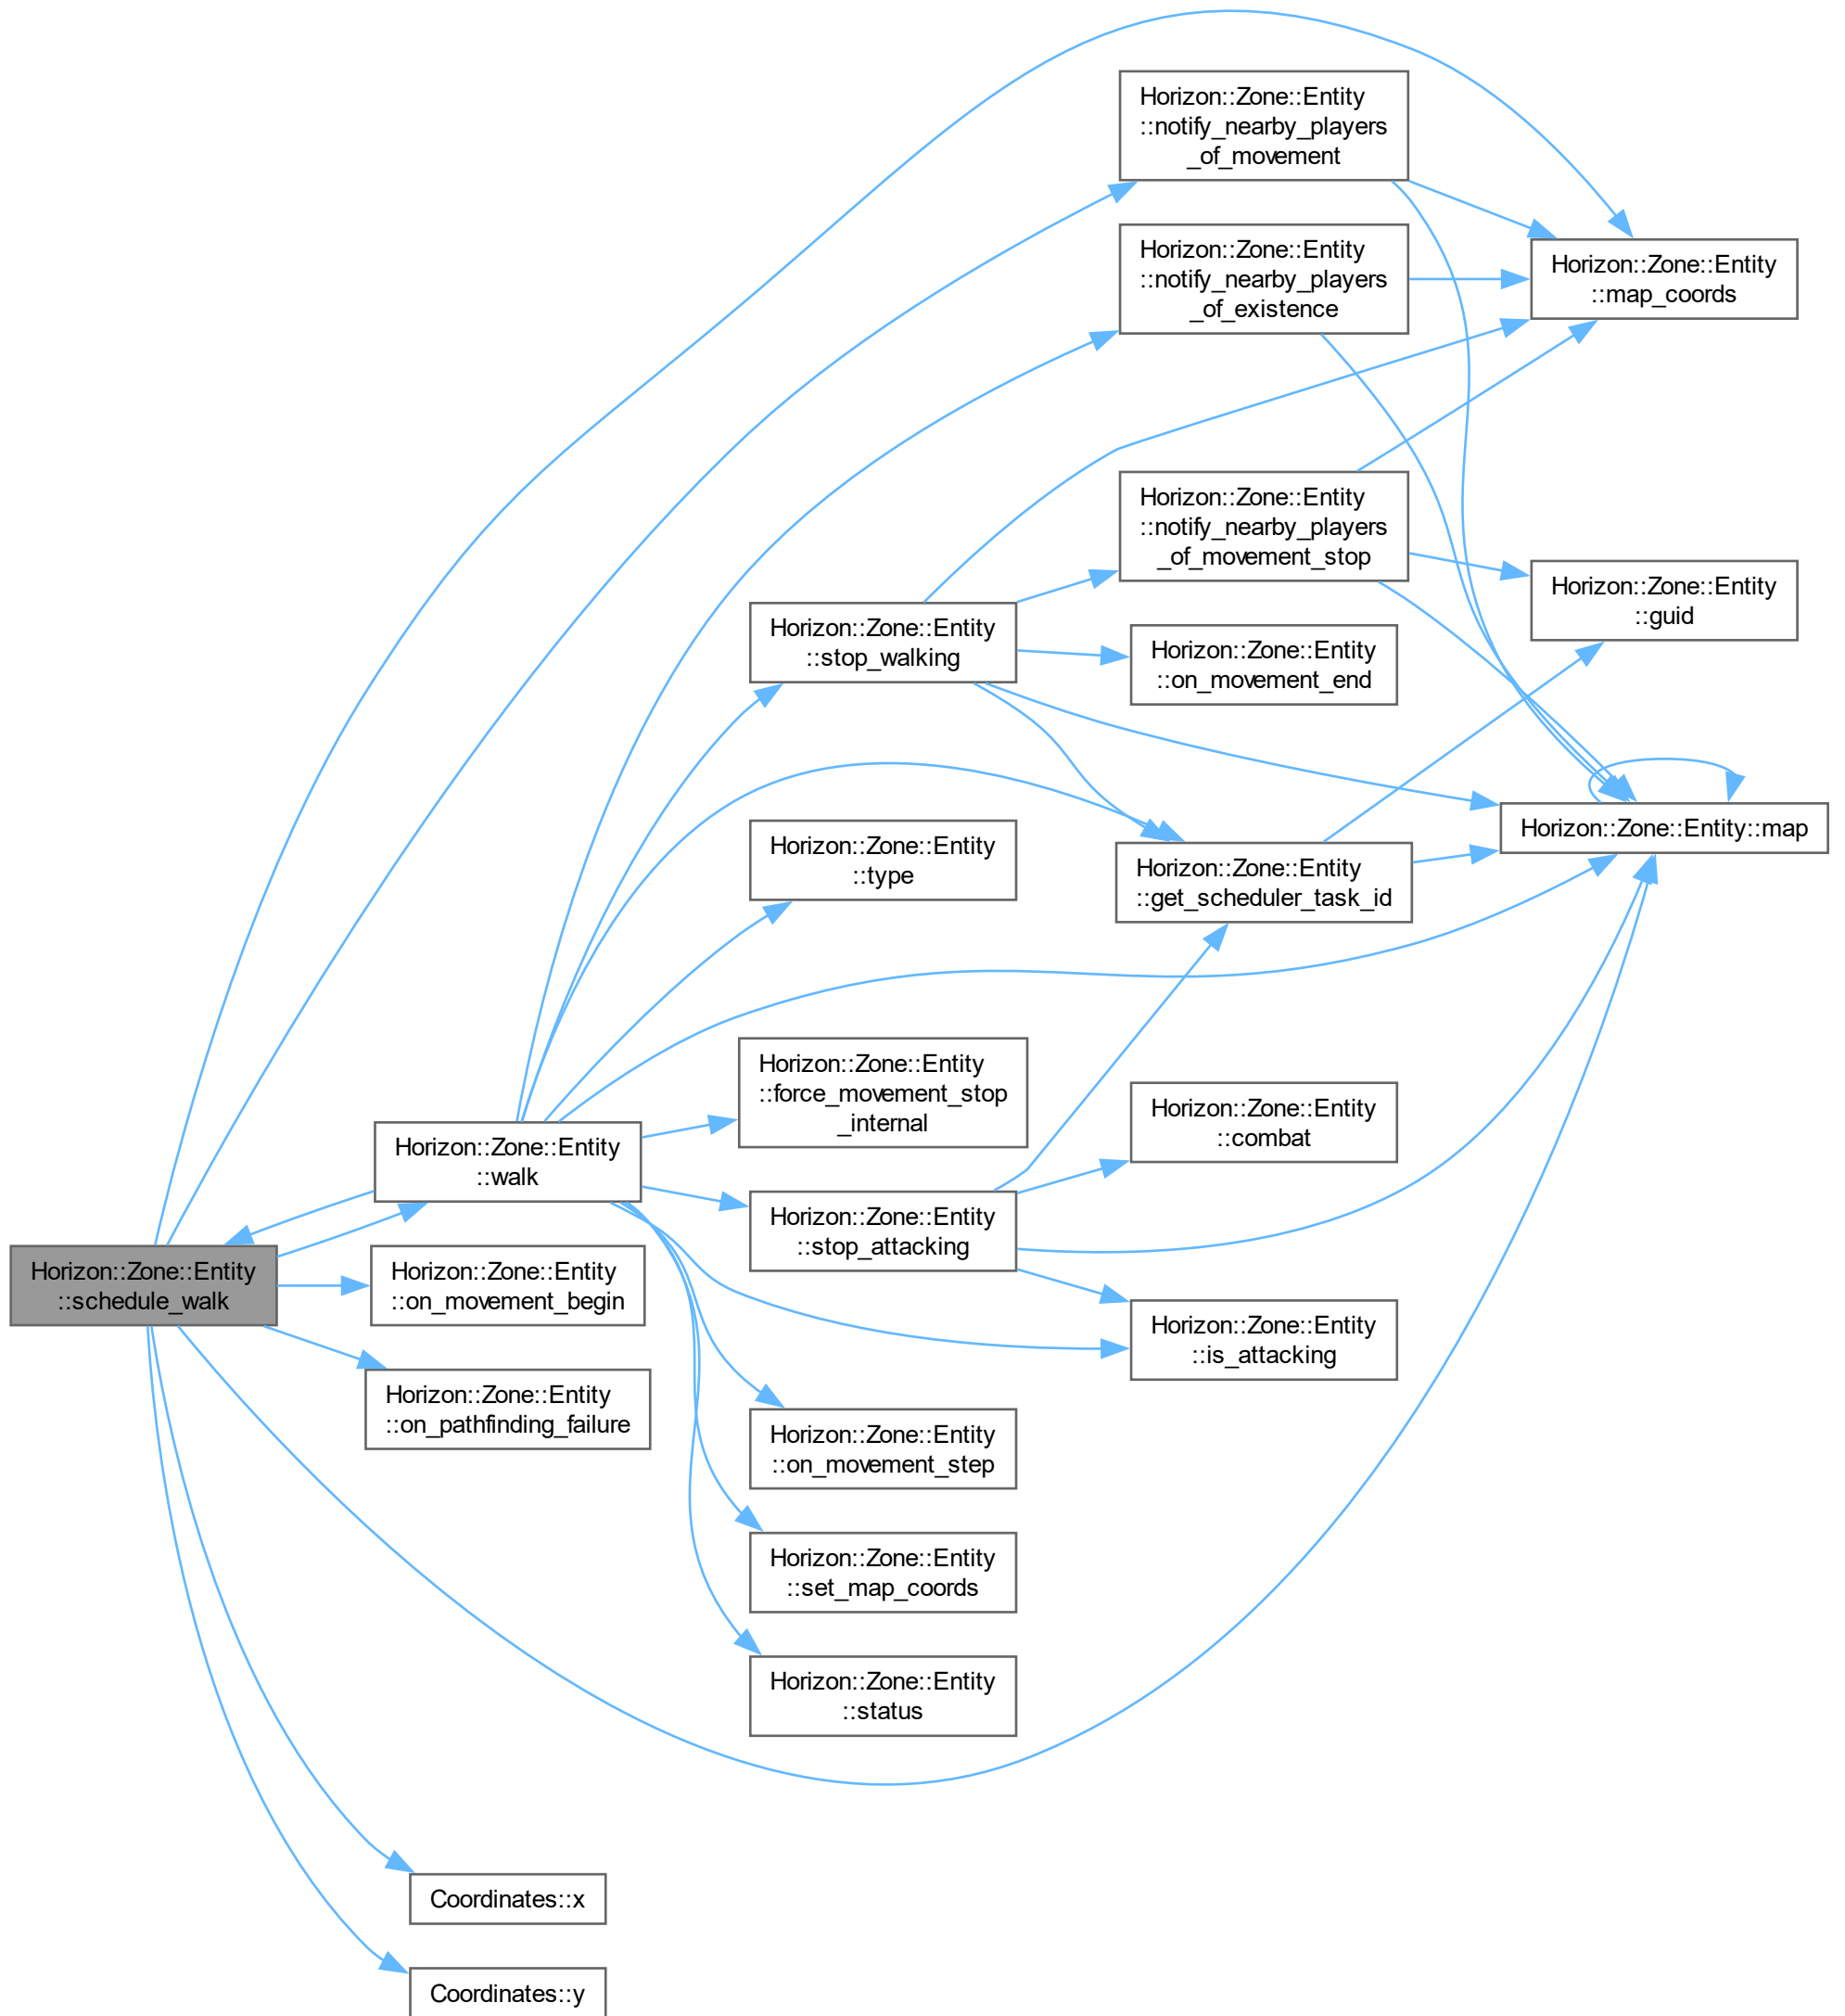 Horizon::Zone::Entity
::notify_nearby_players
_of_movement
Horizon::Zone::Entity
::notify_nearby_players
_of_existence
Horizon::Zone::Entity
::map_coords
Horizon::Zone::Entity
::notify_nearby_players
_of_movement_stop
Horizon::Zone::Entity
::guid
Horizon::Zone::Entity
::stop_walking
Horizon::Zone::Entity
::on_movement_end
Horizon::Zone::Entity
::type
Horizon::Zone::Entity
::get_scheduler_task_id
Horizon::Zone::Entity::map
Horizon::Zone::Entity
::force_movement_stop
_internal
Horizon::Zone::Entity
::combat
Horizon::Zone::Entity
::walk
Horizon::Zone::Entity
::stop_attacking
Horizon::Zone::Entity
::schedule_walk
Horizon::Zone::Entity
::on_movement_begin
Horizon::Zone::Entity
::is_attacking
Horizon::Zone::Entity
::on_pathfinding_failure
Horizon::Zone::Entity
::on_movement_step
Horizon::Zone::Entity
::set_map_coords
Horizon::Zone::Entity
::status
Coordinates::x
Coordinates::y